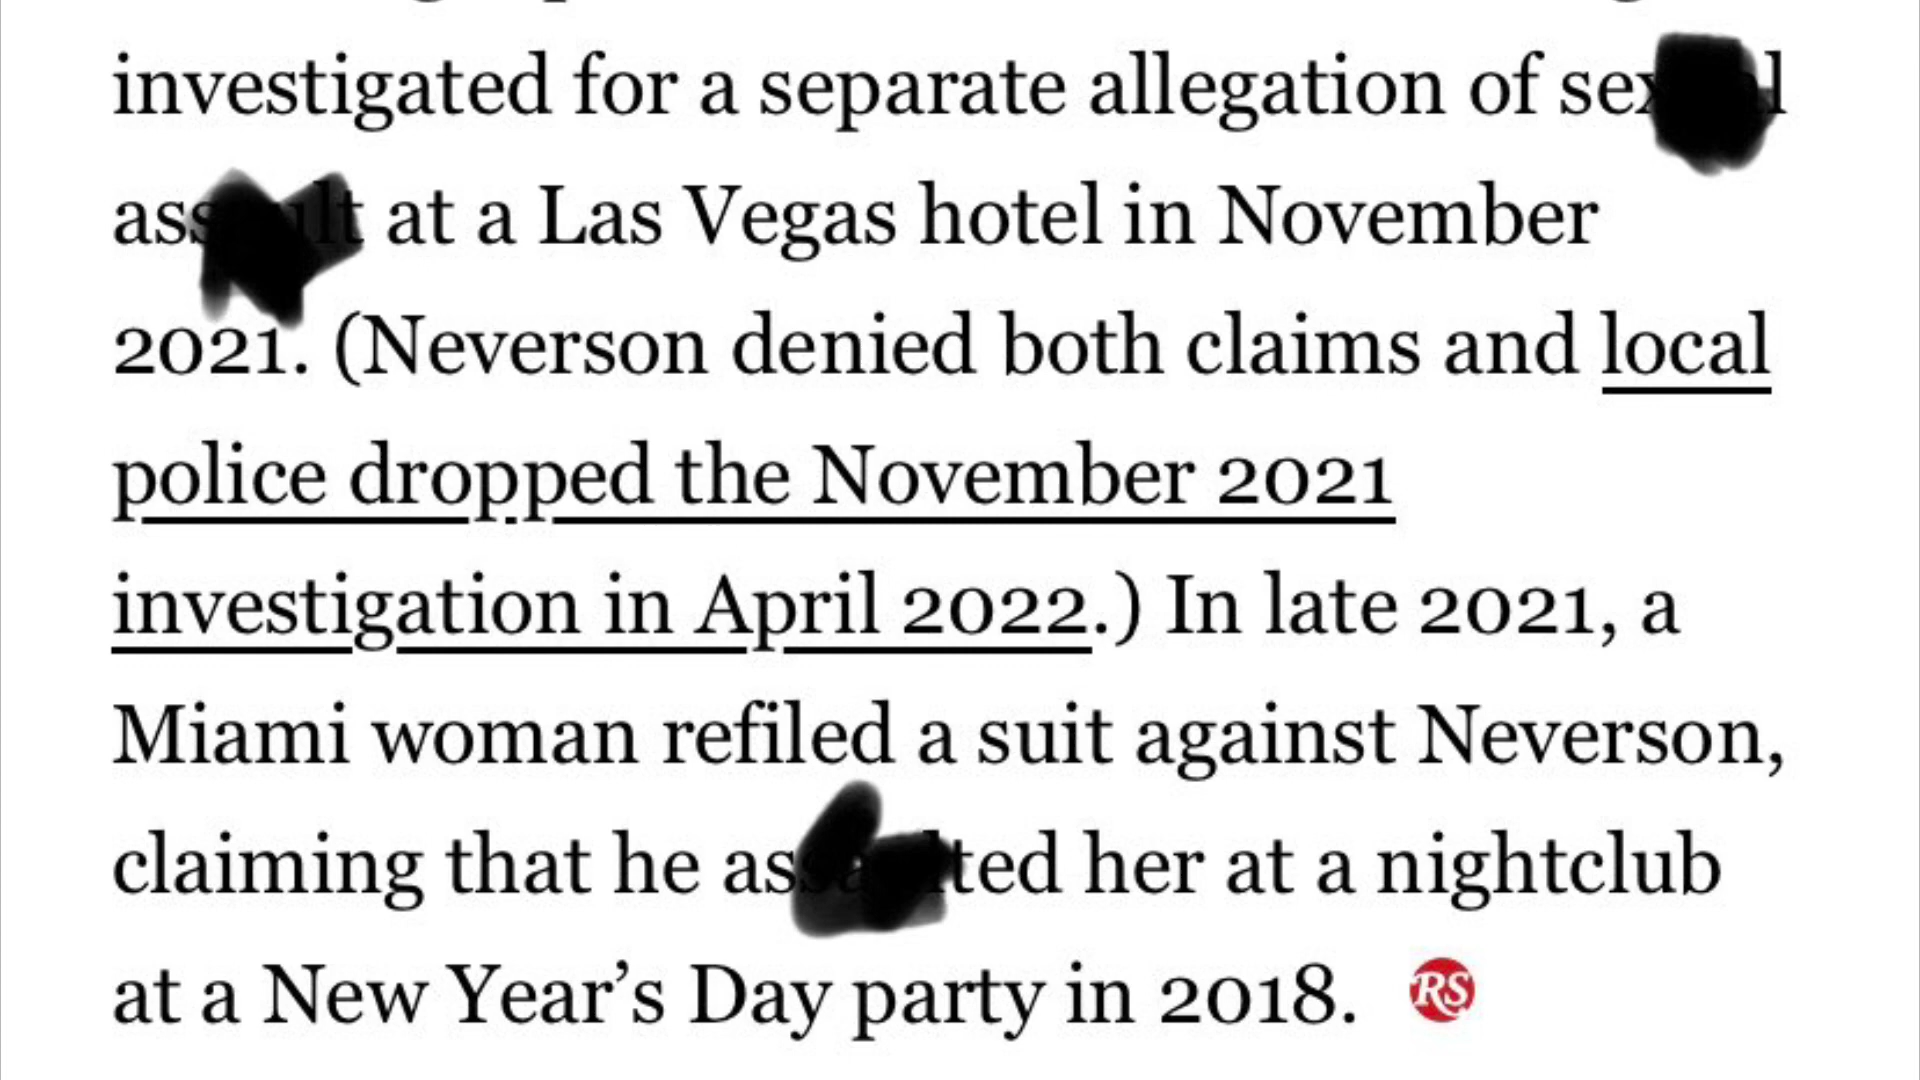 investigated for a separate allegation of
at a Las Vegas hotel in November
2021. (Neverson denied both claims and local
police dropped the November 2021
investigation in April 2022.) In late 2021, a
Miami woman refiled a suit against Neverson,
claiming that he her at a nightclub
at a New Year’s Day party in 2018. RS